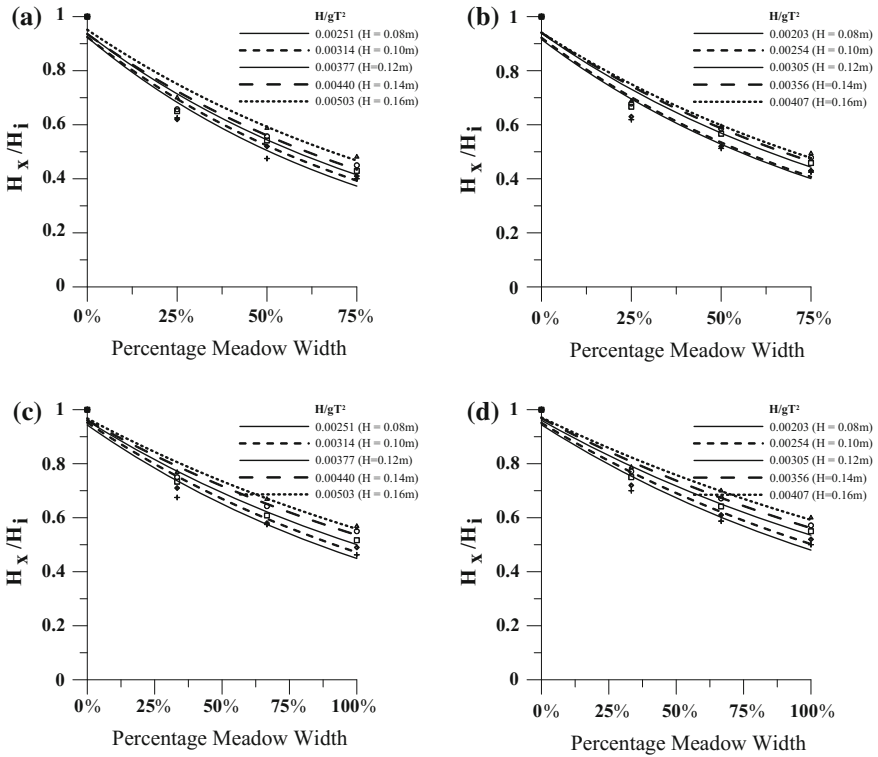 (a)
H/gT²
0.00251 (H = 0.08m)
0.00314 (H = 0.10m)
0.00377 (H=0.12m)
0.00440 (H = 0.14m)
0.00503 (H = 0.16m)
1
0.8
0.6
0.4
0.2
0
H x /H i
0%
25%
50%
75%
Percentage Meadow Width
(b)
H/gT²
0.00203 (H = 0.08m)
0.00254 (H = 0.10m)
0.00305 (H = 0.12m)
0.00356 (H=0.14m)
0.00407 (H=0.16m)
1
0.8
0.6
0.4
0.2
0
H x /H i
0%
25%
50%
75%
Percentage Meadow Width
(c)
H/gT²
0.00251 (H = 0.08m)
0.00314 (H = 0.10m)
0.00377 (H=0.12m)
0.00440 (H = 0.14m)
0.00503 (H = 0.16m)
1
0.8
0.6
0.4
0.2
0
H x /H i
0%
25%
50%
75%
100%
Percentage Meadow Width
(d)
H/gT²
0.00203 (H = 0.08m)
0.00254 (H = 0.10m)
0.00305 (H = 0.12m)
0.00356 (H=0.14m)
0.00407 (H=0.16m)
1
0.8
0.6
0.4
0.2
0
H x /H i
0%
25%
50%
75%
100%
Percentage Meadow Width